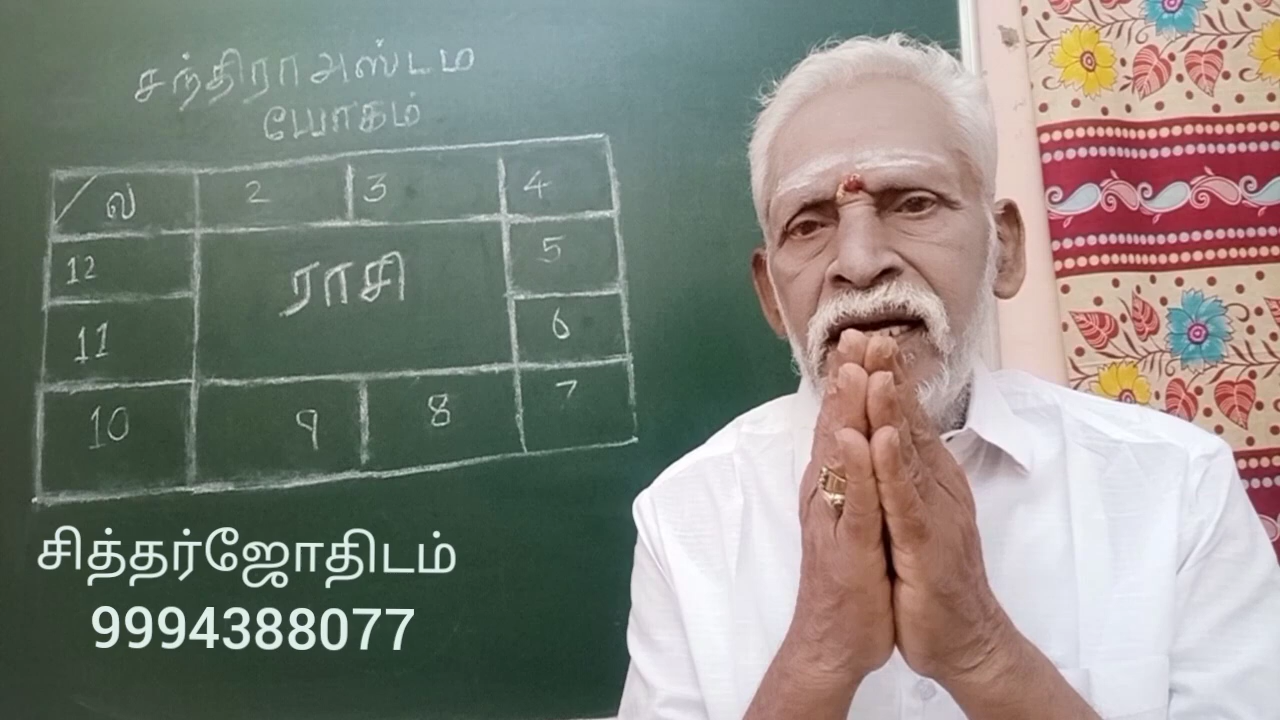 சந்திரா அஸ்டம
யோகம்
ல 2 3 4
12 ராசி 5
11 6
10 9 8 7
சித்தர்ஜோதிடம்
9994388077